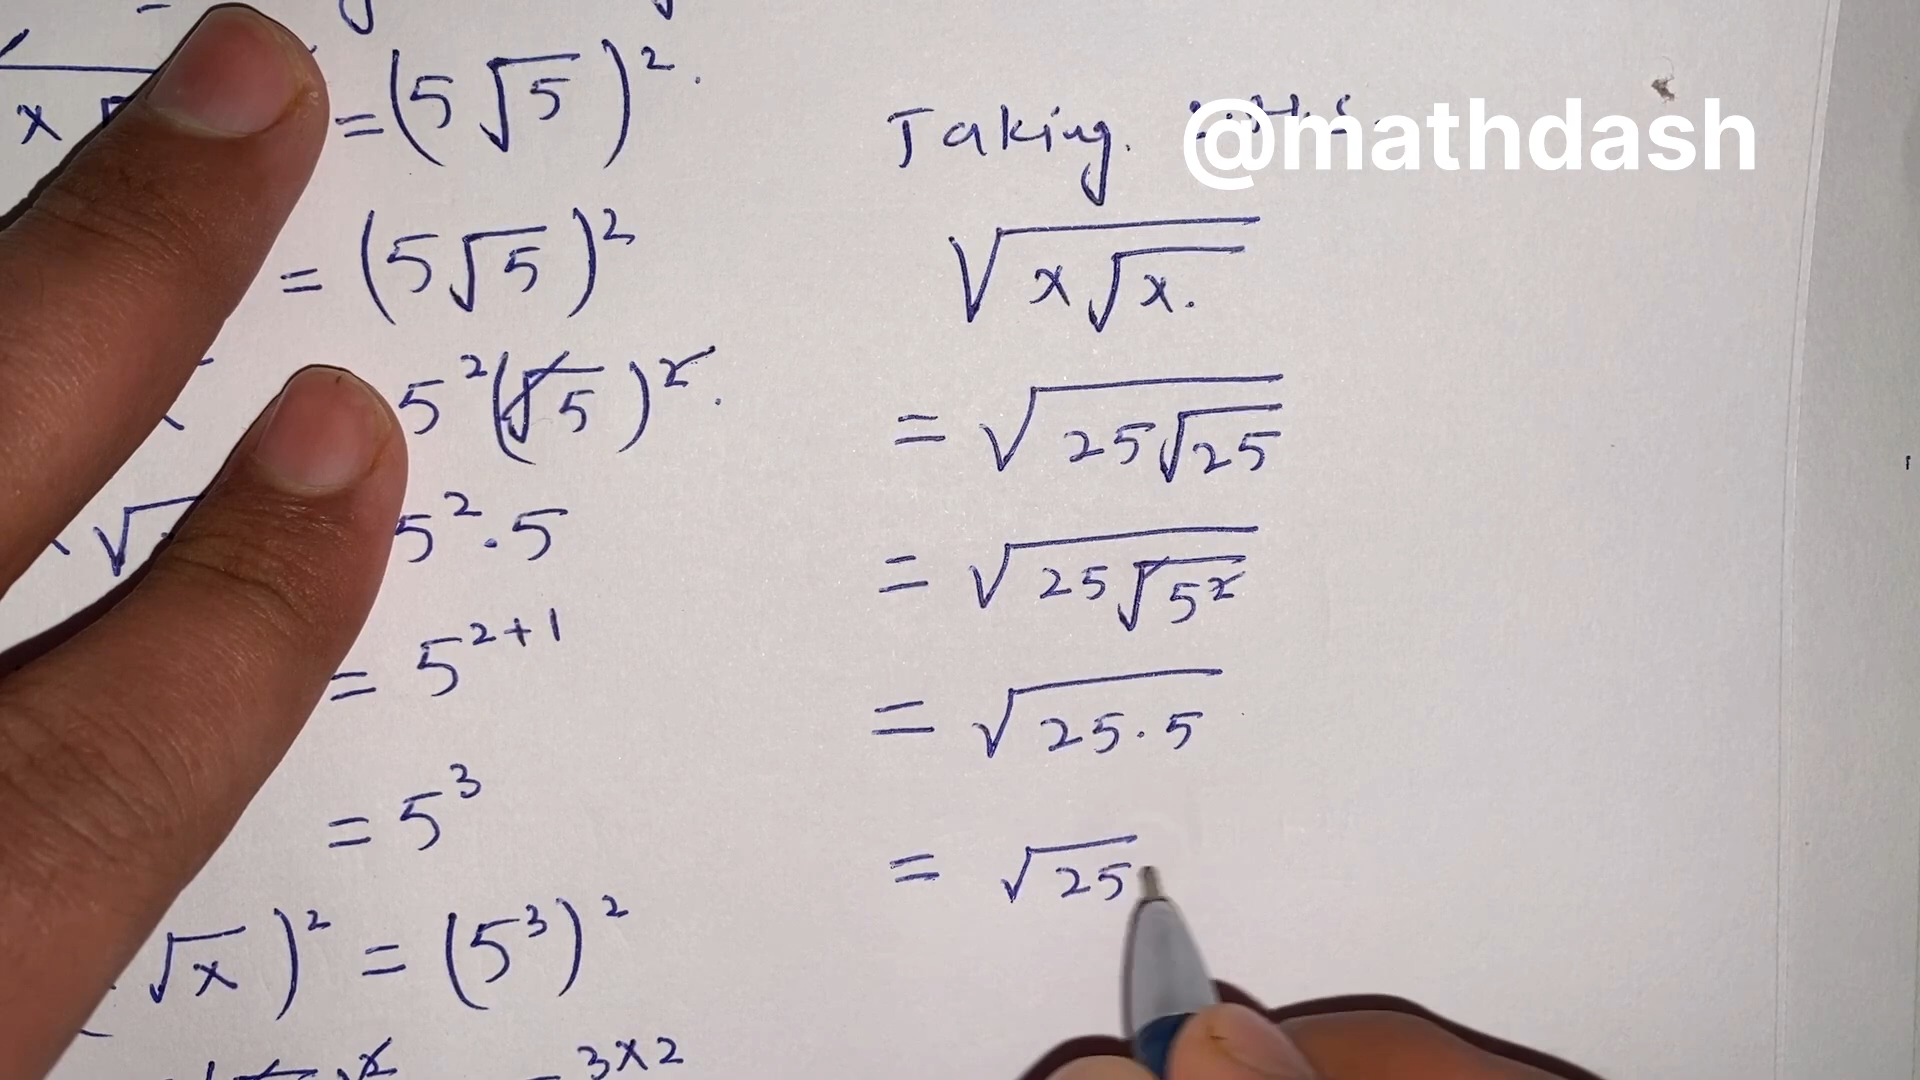 x √ = (5√5)².
= (5√5)²
5²(√5)².
√ 5² · 5
= 5²⁺¹
= 5³
√x )² = (5³)²
3×2
@mathdash
Taking. L.H.S.
√(x√x.
= √(25√25
= √(25√5²
= √25.5
= √25